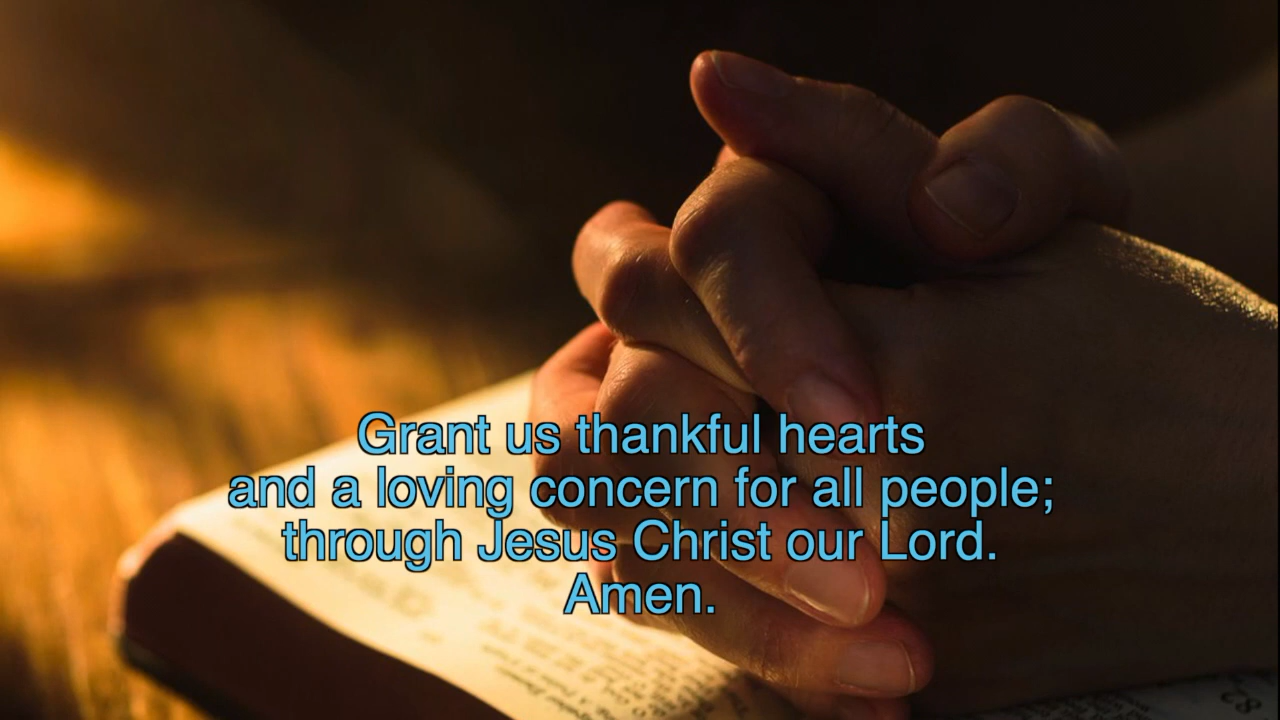 Grant us thankful hearts
and a loving concern for all people;
through Jesus Christ our Lord.
Amen.